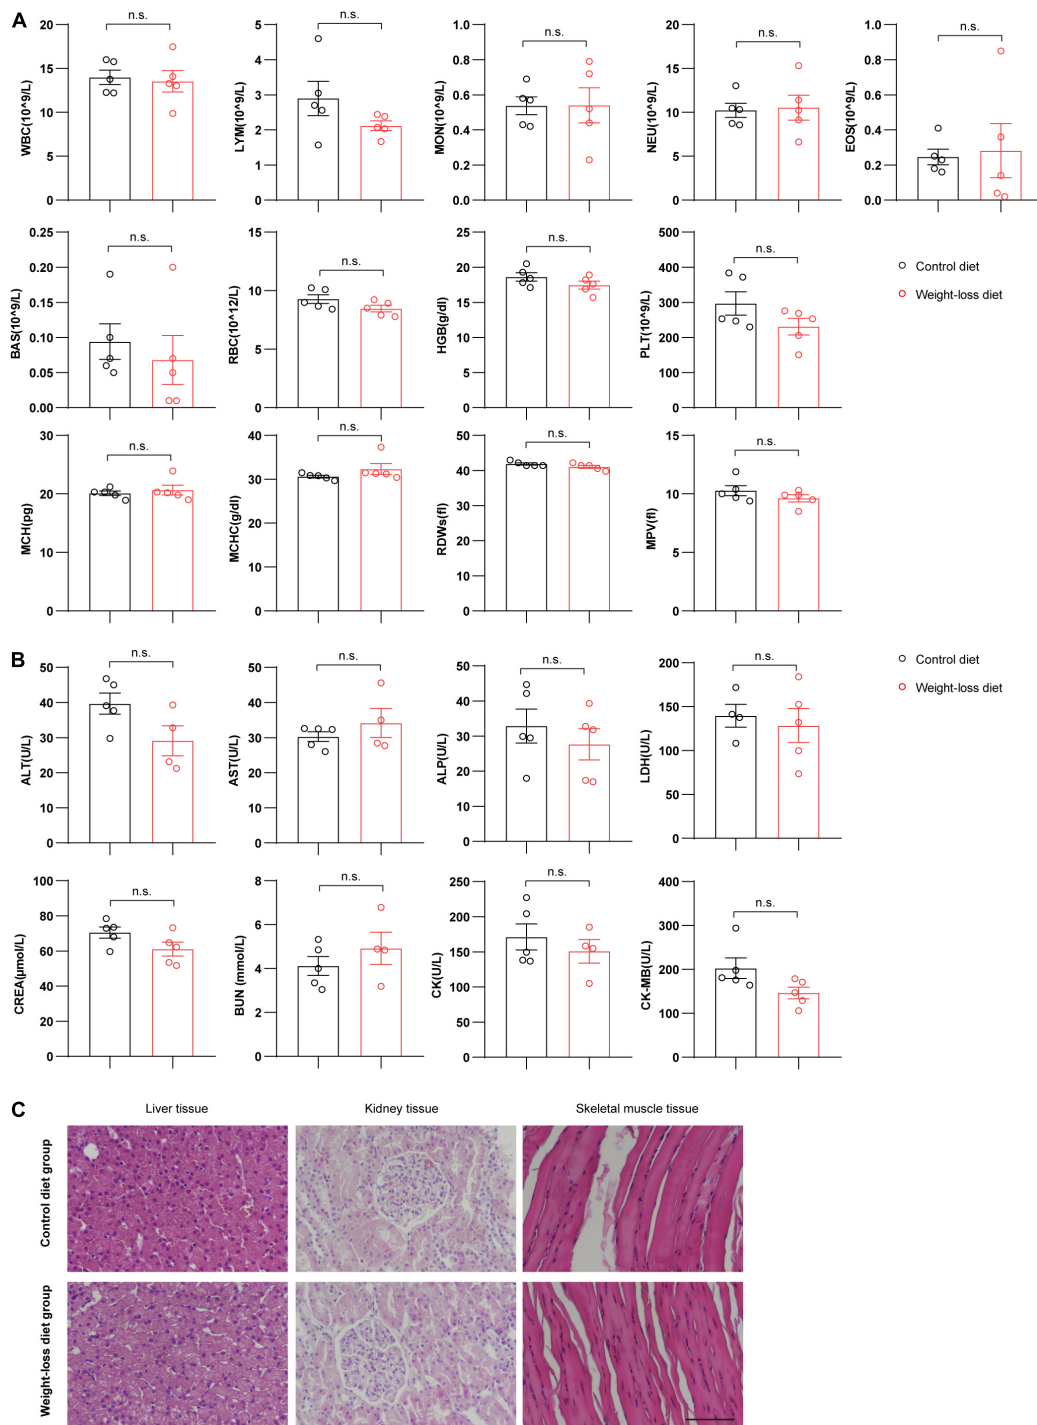 A
WBC(10^9/L)
20
15
10
5
0
n.s.
LYM(10^9/L)
5
4
3
2
1
0
n.s.
MON(10^9/L)
1.0
0.8
0.6
0.4
0.2
0.0
n.s.
NEU(10^9/L)
20
15
10
5
0
n.s.
EOS(10^9/L)
1.0
0.8
0.6
0.4
0.2
0.0
n.s.
BAS(10^9/L)
0.25
0.20
0.15
0.10
0.05
0.00
n.s.
RBC(10^12/L)
15
10
5
0
n.s.
HGB(g/dl)
25
20
15
10
5
0
n.s.
PLT(10^9/L)
500
400
300
200
100
0
n.s.
Control diet
Weight-loss diet
MCH(pg)
30
20
10
0
n.s.
MCHC(g/dl)
40
30
20
10
0
n.s.
RDWs(fl)
50
40
30
20
10
0
n.s.
MPV(fl)
15
10
5
0
n.s.
B
ALT(U/L)
50
40
30
20
10
0
n.s.
AST(U/L)
50
40
30
20
10
0
n.s.
ALP(U/L)
50
40
30
20
10
0
n.s.
LDH(U/L)
200
150
100
50
0
n.s.
Control diet
Weight-loss diet
CREA(μmol/L)
100
80
60
40
20
0
n.s.
BUN (mmol/L)
8
6
4
2
0
n.s.
CK(U/L)
250
200
150
100
50
0
n.s.
CK-MB(U/L)
400
300
200
100
0
n.s.
C
Liver tissue
Kidney tissue
Skeletal muscle tissue
Control diet group
Weight-loss diet group